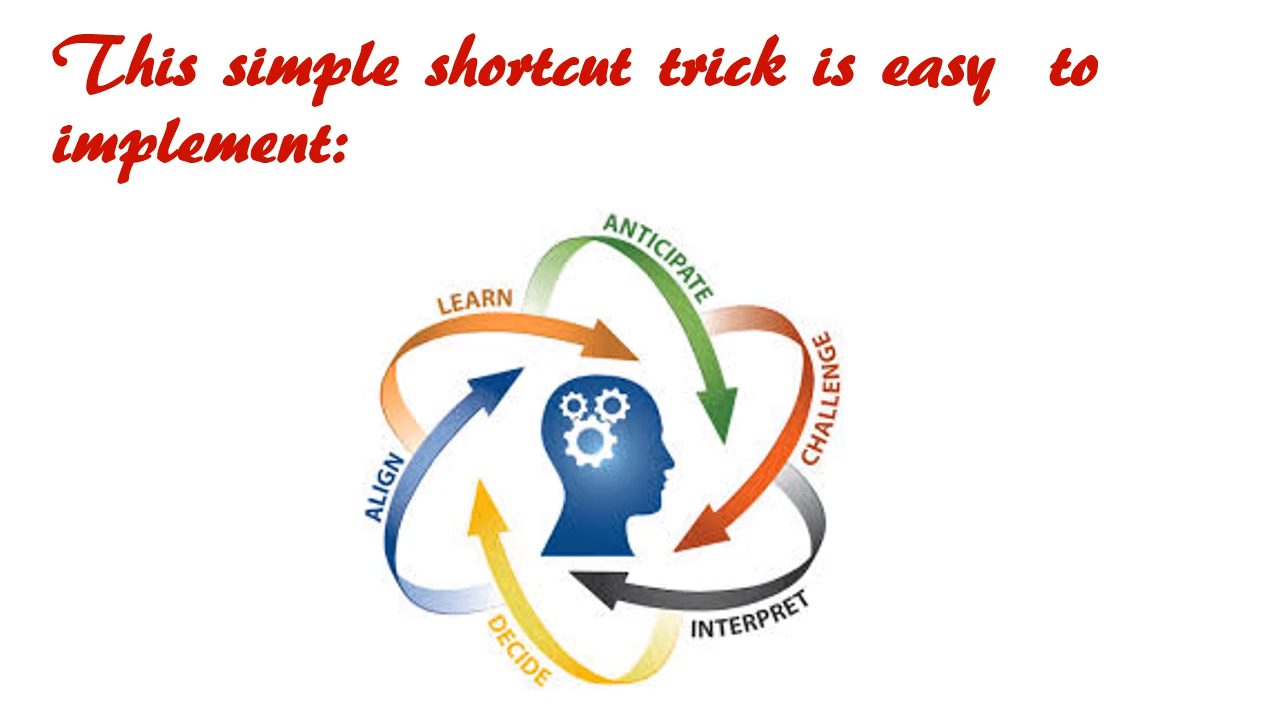 This simple shortcut trick is easy to
implement:
ANTICIPATE
LEARN
CHALLENGE
ALIGN
INTERPRET
DECIDE